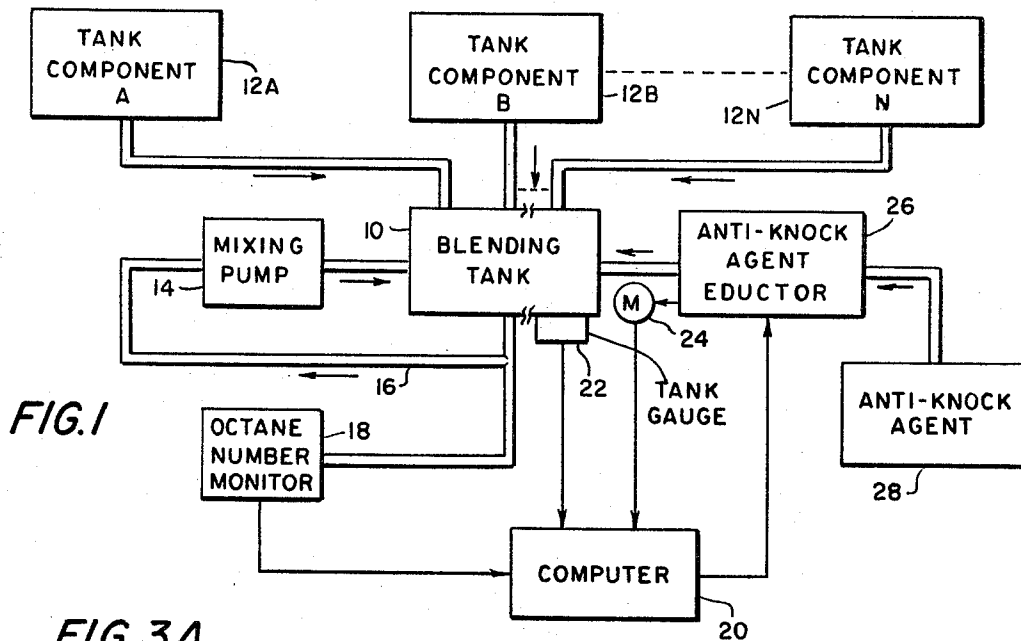 TANK
COMPONENT
A
12A
TANK
COMPONENT
B
12B
TANK
COMPONENT
N
12N
10
BLENDING
TANK
MIXING
PUMP
14
ANTI-KNOCK
AGENT
EDUCTOR
26
M
24
22
TANK
GAUGE
16
FIG.1
OCTANE
NUMBER
MONITOR
18
ANTI-KNOCK
AGENT
28
COMPUTER
20
FIG.3A